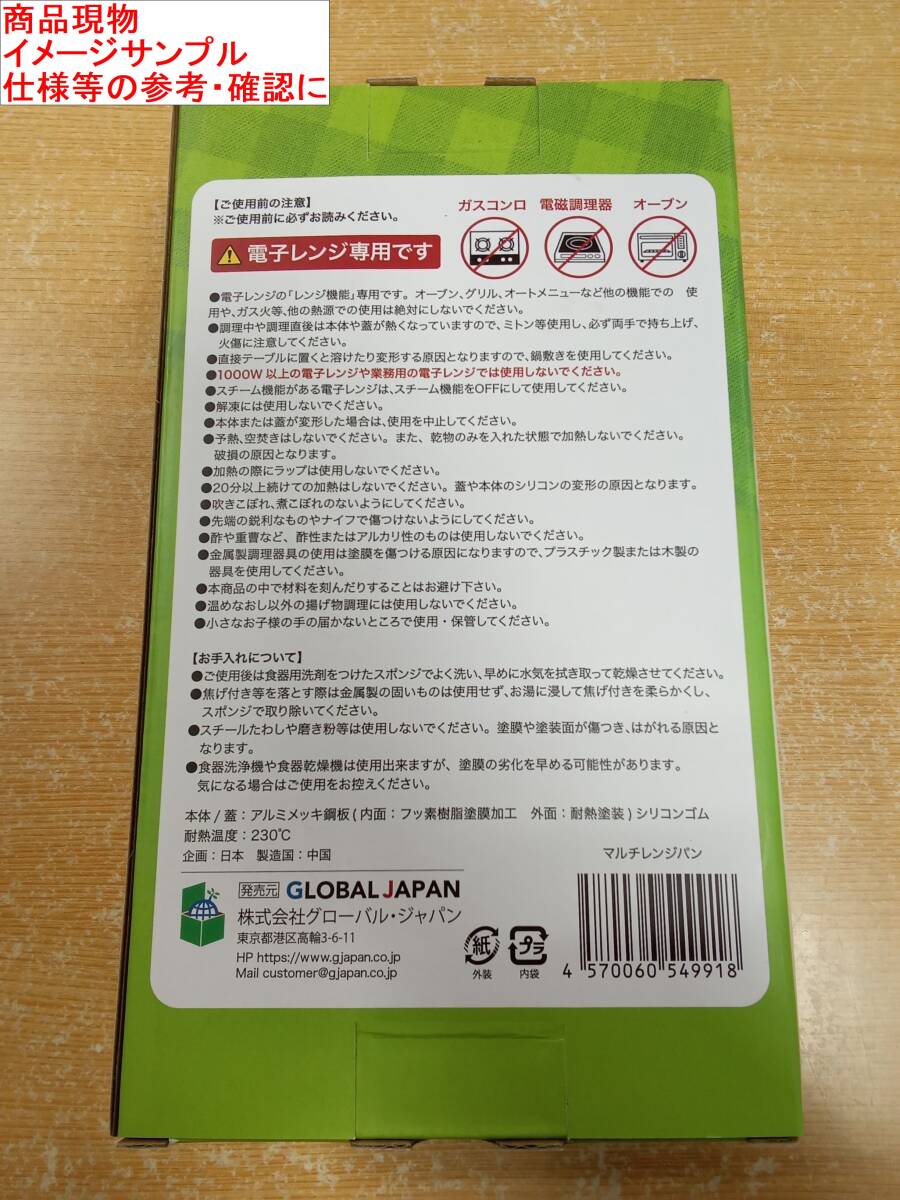 商品現物
イメージサンプル
仕様等の参考・確認に
【ご使用前の注意】
※ご使用前に必ずお読みください。
⚠電子レンジ専用です
ガスコンロ 電磁調理器 オーブン
●電子レンジの「レンジ機能」専用です。オーブン、グリル、オートメニューなど他の機能での 使
用や、ガス火等、他の熱源での使用は絶対にしないでください。
●調理中や調理直後は本体や蓋が熱くなっていますので、ミトン等使用し、必ず両手で持ち上げ、
火傷に注意してください。
●直接テーブルに置くと溶けたり変形する原因となりますので、鍋敷きを使用してください。
●1000W以上の電子レンジや業務用の電子レンジでは使用しないでください。
●スチーム機能がある電子レンジは、スチーム機能をOFFにして使用してください。
●解凍には使用しないでください。
●本体または蓋が変形した場合は、使用を中止してください。
●予熱、空焚きはしないでください。また、乾物のみを入れた状態で加熱しないでください。
破損の原因となります。
●加熱の際にラップは使用しないでください。
●20分以上続けての加熱はしないでください。蓋や本体のシリコンの変形の原因となります。
●吹きこぼれ、煮こぼれのないようにしてください。
●先端の鋭利なものやナイフで傷つけないようにしてください。
●酢や重曹など、酸性またはアルカリ性のものは使用しないでください。
●金属製調理器具の使用は塗膜を傷つける原因になりますので、プラスチック製または木製の
器具を使用してください。
●本商品の中で材料を刻んだりすることはお避け下さい。
●温めなおし以外の揚げ物調理には使用しないでください。
●小さなお子様の手の届かないところで使用・保管してください。
【お手入れについて】
●ご使用後は食器用洗剤をつけたスポンジでよく洗い、早めに水気を拭き取って乾燥させてください。
●焦げ付き等を落とす際は金属製の固いものは使用せず、お湯に浸して焦げ付きを柔らかくし、
スポンジで取り除いてください。
●スチールたわしや磨き粉等は使用しないでください。塗膜や塗装面が傷つき、はがれる原因と
なります。
●食器洗浄機や食器乾燥機は使用出来ますが、塗膜の劣化を早める可能性があります。
気になる場合はご使用をお控えください。
本体/蓋：アルミメッキ鋼板(内面：フッ素樹脂塗膜加工 外面：耐熱塗装)シリコンゴム
耐熱温度：230℃
企画：日本 製造国：中国
マルチレンジパン
発売元 GLOBAL JAPAN
株式会社グローバル・ジャパン
東京都港区高輪3-6-11
HP https://www.gjapan.co.jp
Mail customer@gjapan.co.jp
紙 外装
プラ 内袋
4 570060 549918